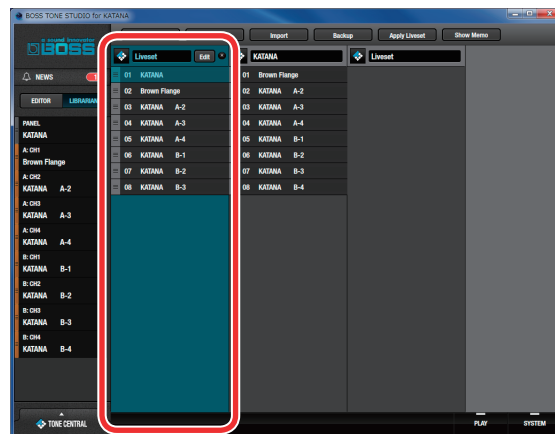 BOSS TONE STUDIO for KATANA
a sound innovator
BOSS
Import
Backup
Apply Liveset
Show Memo
NEWS
EDITOR
LIBRARIAN
PANEL
KATANA
A: CH1
Brown Flange
A: CH2
KATANA A-2
A: CH3
KATANA A-3
A: CH4
KATANA A-4
B: CH1
KATANA B-1
B: CH2
KATANA B-2
B: CH3
KATANA B-3
B: CH4
KATANA B-4
TONE CENTRAL
Liveset
Edit
01 KATANA
02 Brown Flange
03 KATANA A-2
04 KATANA A-3
05 KATANA A-4
06 KATANA B-1
07 KATANA B-2
08 KATANA B-3
KATANA
01 Brown Flange
02 KATANA A-2
03 KATANA A-3
04 KATANA A-4
05 KATANA B-1
06 KATANA B-2
07 KATANA B-3
08 KATANA B-4
Liveset
PLAY
SYSTEM